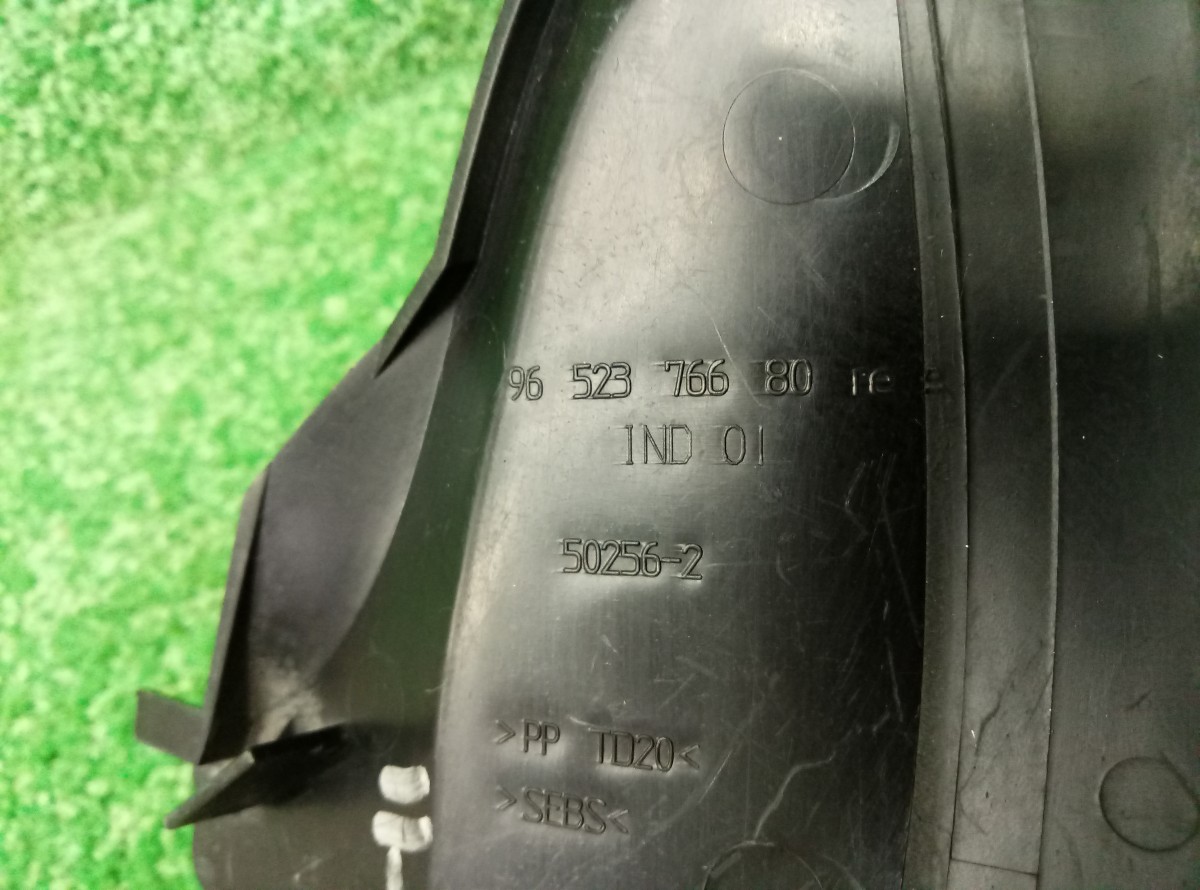 96 523 766 80
IND 01
50256-2
>PP TD20<
>SEBS<